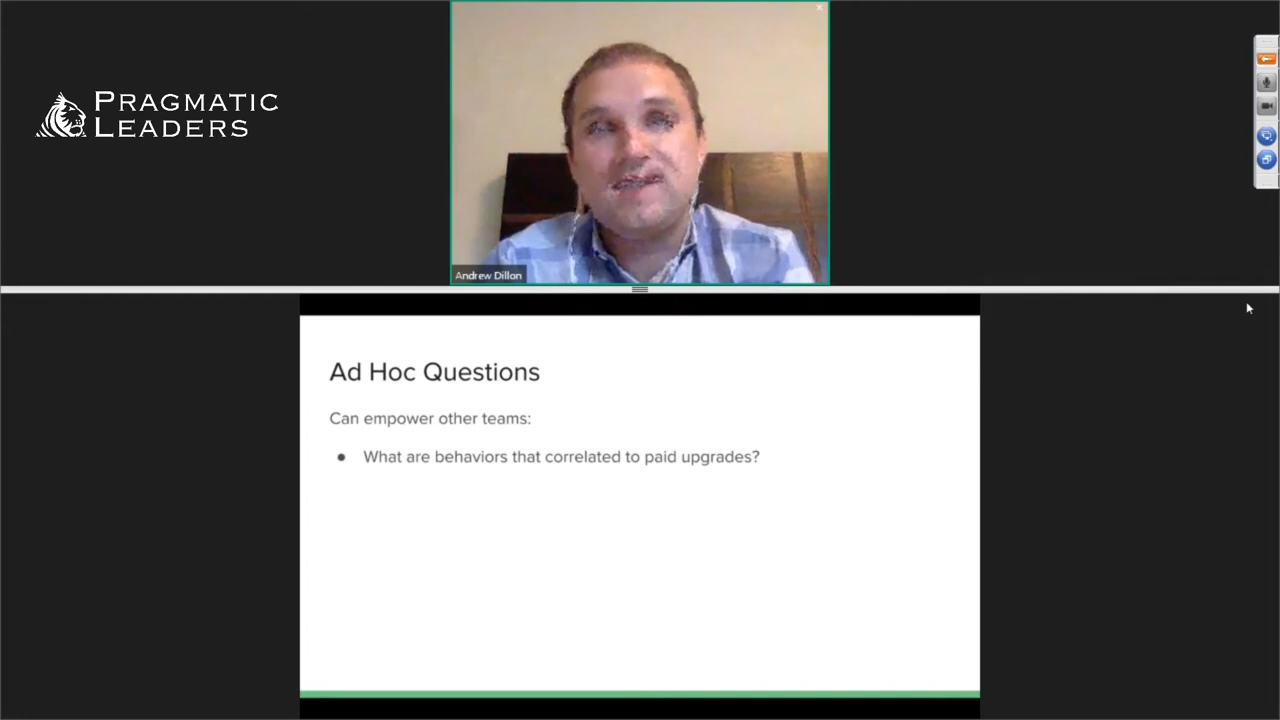 PRAGMATIC
LEADERS
Andrew Dillon
Ad Hoc Questions
Can empower other teams:
● What are behaviors that correlated to paid upgrades?